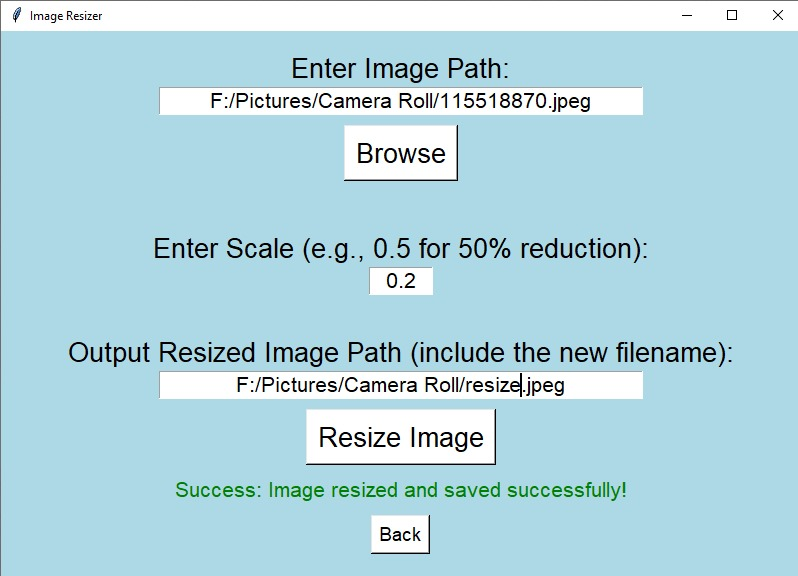 Image Resizer
Enter Image Path:
F:/Pictures/Camera Roll/115518870.jpeg
Browse
Enter Scale (e.g., 0.5 for 50% reduction):
0.2
Output Resized Image Path (include the new filename):
F:/Pictures/Camera Roll/resize.jpeg
Resize Image
Success: Image resized and saved successfully!
Back